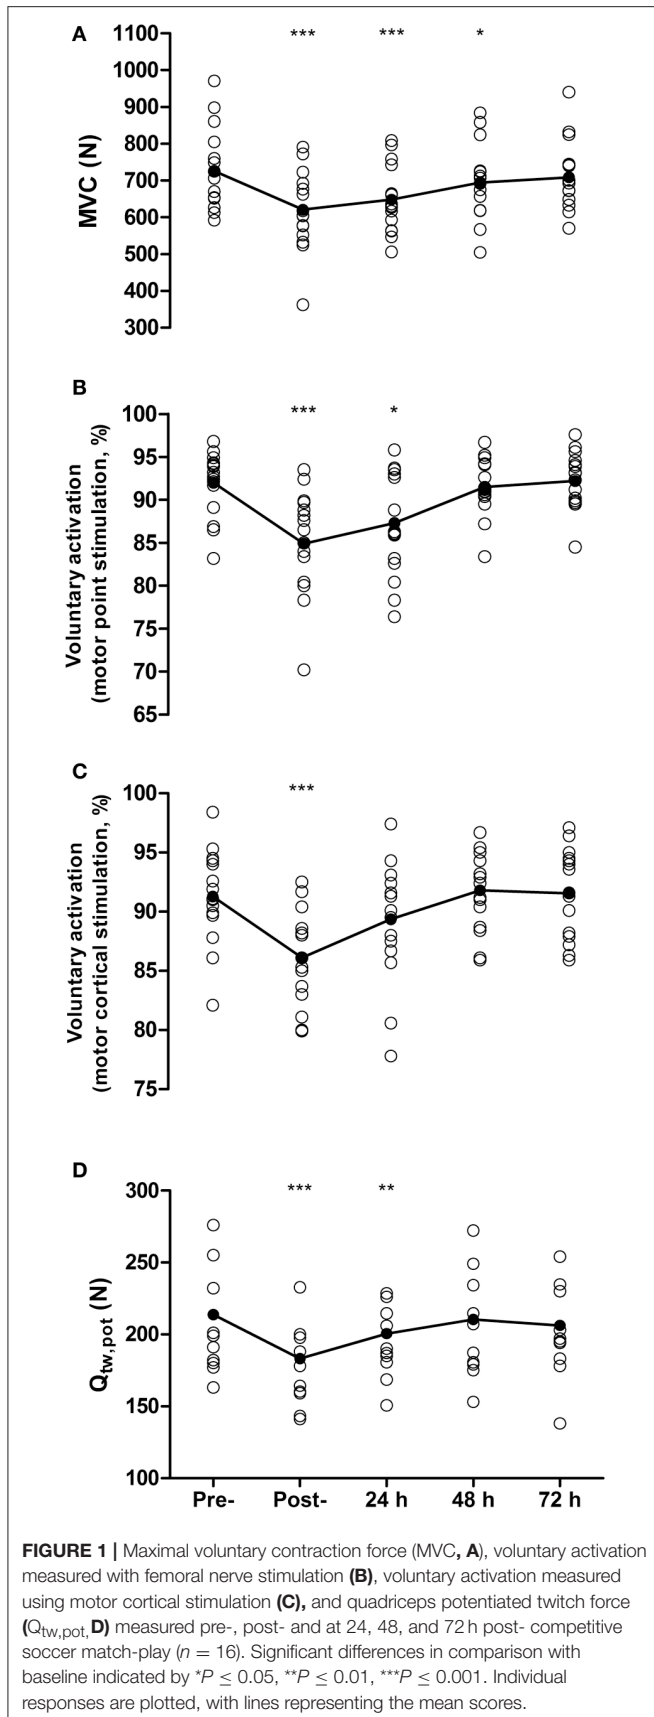 A
1100
1000
900
800
700
600
500
400
300
MVC (N)
*** *** *
B
100
95
90
85
80
75
70
65
Voluntary activation
(motor point stimulation, %)
*** *
C
100
95
90
85
80
75
Voluntary activation
(motor cortical stimulation, %)
***
D
300
250
200
150
100
Qtw,pot (N)
*** **
Pre- Post- 24 h 48 h 72 h
FIGURE 1 | Maximal voluntary contraction force (MVC, A), voluntary activation
measured with femoral nerve stimulation (B), voluntary activation measured
using motor cortical stimulation (C), and quadriceps potentiated twitch force
(Qtw,pot, D) measured pre-, post- and at 24, 48, and 72 h post- competitive
soccer match-play (n = 16). Significant differences in comparison with
baseline indicated by *P ≤ 0.05, **P ≤ 0.01, ***P ≤ 0.001. Individual
responses are plotted, with lines representing the mean scores.